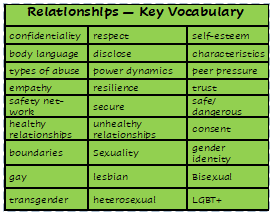 Relationships — Key Vocabulary
confidentiality respect self-esteem
body language disclose characteristics
types of abuse power dynamics peer pressure
empathy resilience trust
safety net-
work secure safe/
dangerous
healthy
relationships unhealthy
relationships consent
boundaries Sexuality gender
identity
gay lesbian Bisexual
transgender heterosexual LGBT+